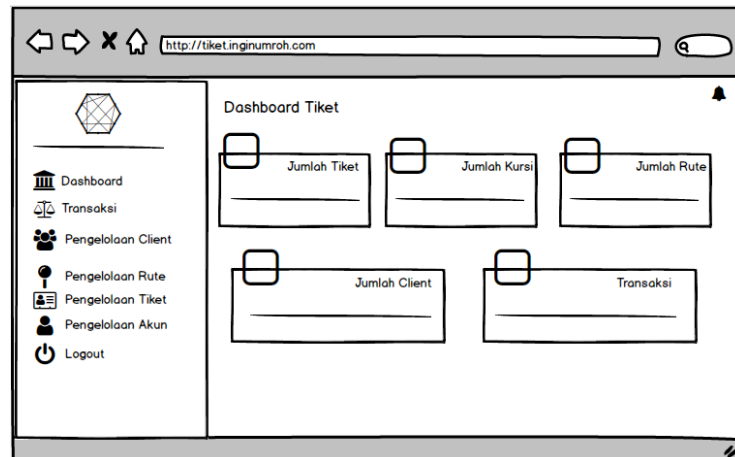 http://tiket.inginumroh.com
Dashboard Tiket
Dashboard
Transaksi
Pengelolaan Client
Pengelolaan Rute
Pengelolaan Tiket
Pengelolaan Akun
Logout
Jumlah Tiket
Jumlah Kursi
Jumlah Rute
Jumlah Client
Transaksi